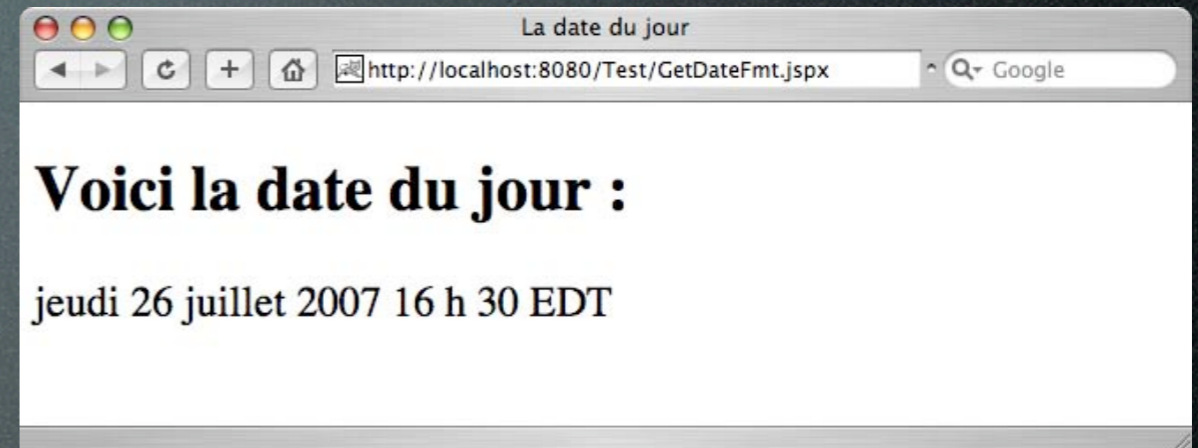 La date du jour
http://localhost:8080/Test/GetDateFmt.jspx
Google
Voici la date du jour :
jeudi 26 juillet 2007 16 h 30 EDT